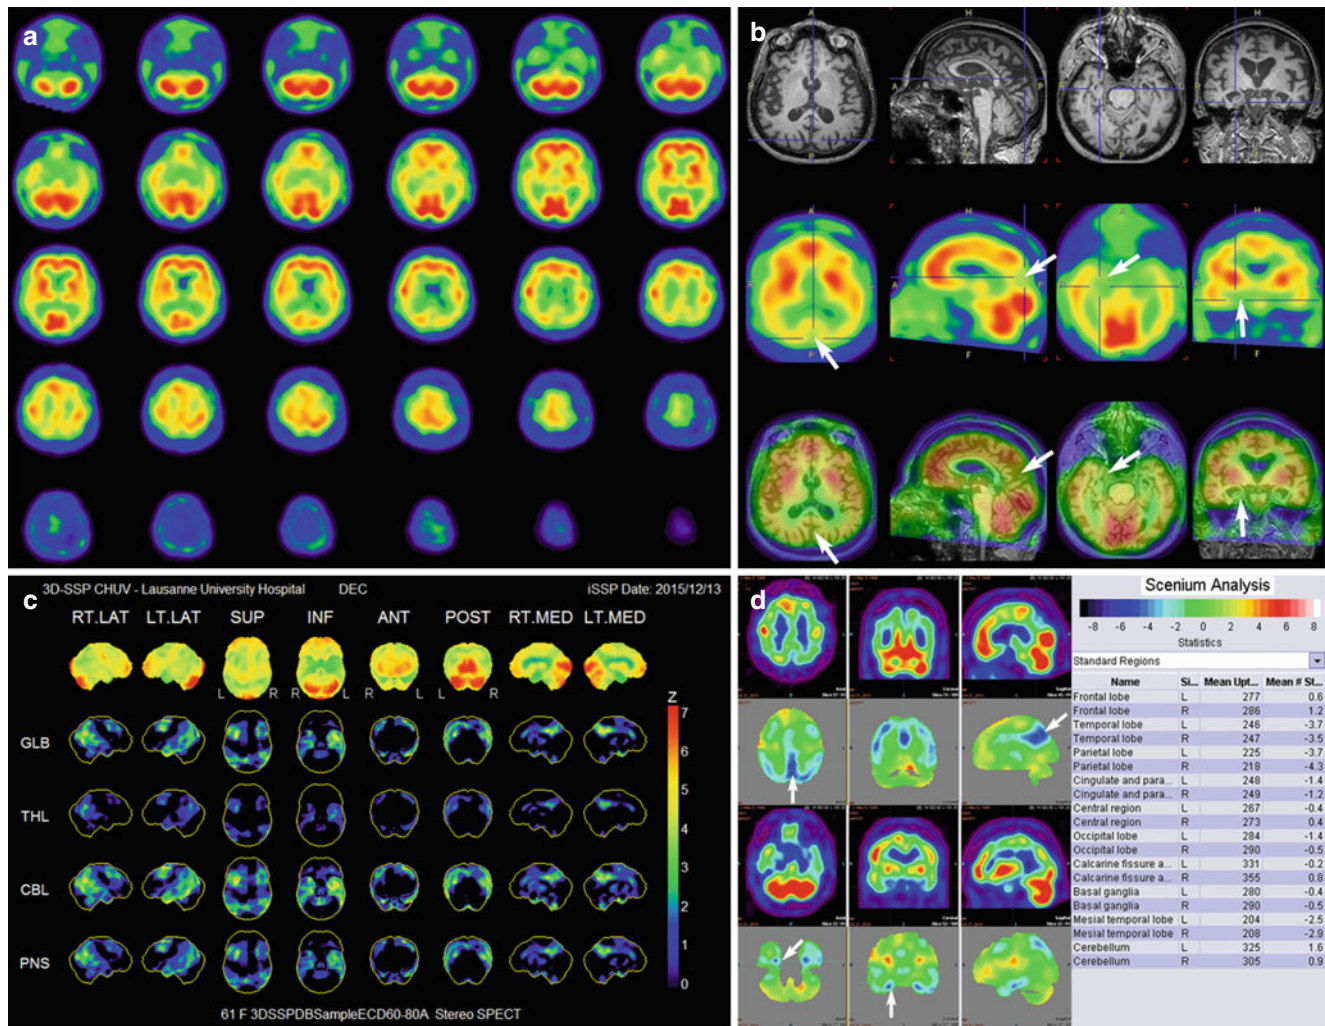 a
b
A
H
A
H
R
L
A
P
R
L
R
L
P
F
P
F
A
H
A
H
R
L
A
P
R
L
R
L
P
F
P
F
c
3D-SSP CHUV - Lausanne University Hospital DEC iSSP Date: 2015/12/13
RT.LAT LT.LAT SUP INF ANT POST RT.MED LT.MED
L R R L R L L R
Z
7
6
5
4
3
2
1
0
GLB
THL
CBL
PNS
61 F 3DSSPDBSampleECD60-80A Stereo SPECT
d
Scenium Analysis
-8 -6 -4 -2 0 2 4 6 8
Statistics
Standard Regions
Name Si... Mean Upt... Mean # St...
Frontal lobe L 277 0.6
Frontal lobe R 286 1.2
Temporal lobe L 246 -3.7
Temporal lobe R 247 -3.5
Parietal lobe L 225 -3.7
Parietal lobe R 218 -4.3
Cingulate and para... L 248 -1.4
Cingulate and para... R 249 -1.2
Central region L 267 -0.4
Central region R 273 0.4
Occipital lobe L 284 -1.4
Occipital lobe R 290 -0.5
Calcarine fissure a... L 331 -0.2
Calcarine fissure a... R 355 0.8
Basal ganglia L 280 -0.4
Basal ganglia R 290 -0.5
Mesial temporal lobe L 204 -2.5
Mesial temporal lobe R 208 -2.9
Cerebellum L 325 1.6
Cerebellum R 305 0.9